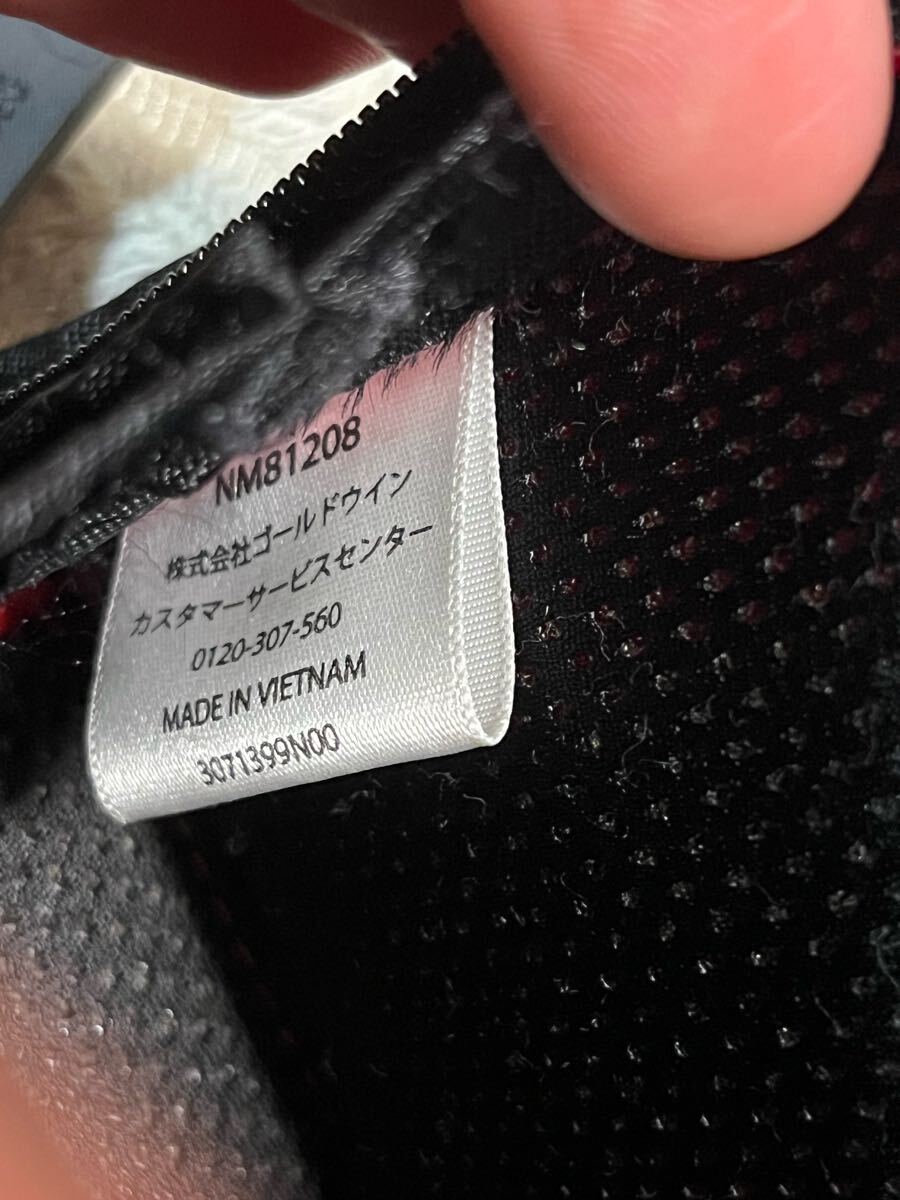 NM81208
株式会社ゴールドウイン
カスタマーサービスセンター
0120-307-560
MADE IN VIETNAM
3071399N00